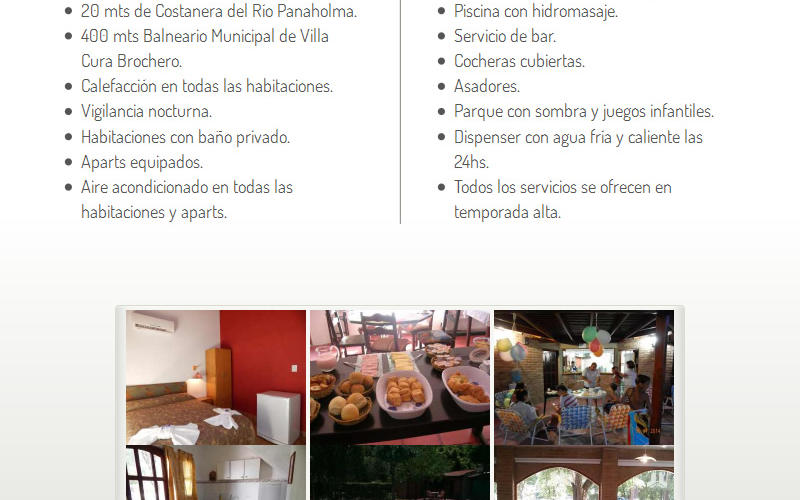 20 mts de Costanera del Rio Panaholma.
400 mts Balneario Municipal de Villa
Cura Brochero.
Calefacción en todas las habitaciones.
Vigilancia nocturna.
Habitaciones con baño privado.
Aparts equipados.
Aire acondicionado en todas las
habitaciones y aparts.
Piscina con hidromasaje.
Servicio de bar.
Cocheras cubiertas.
Asadores.
Parque con sombra y juegos infantiles.
Dispenser con agua fria y caliente las
24hs.
Todos los servicios se ofrecen en
temporada alta.